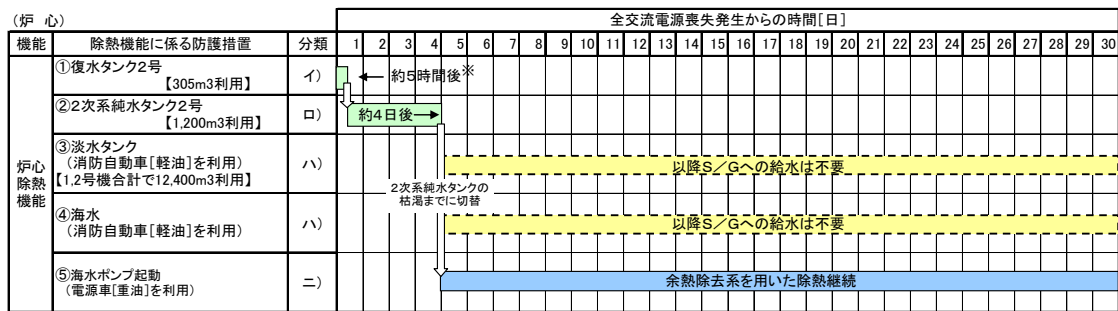 (炉 心)
全交流電源喪失発生からの時間[日]
機能 除熱機能に係る防護措置 分類 1 2 3 4 5 6 7 8 9 10 11 12 13 14 15 16 17 18 19 20 21 22 23 24 25 26 27 28 29 30
炉心
除熱
機能
①復水タンク2号
【305m3利用】
イ)
約5時間後※
②2次系純水タンク2号
【1,200m3利用】
ロ)
約4日後
③淡水タンク
(消防自動車[軽油]を利用)
【1,2号機合計で12,400m3利用】
ハ)
以降S/Gへの給水は不要
2次系純水タンクの
枯渇までに切替
④海水
(消防自動車[軽油]を利用)
ハ)
以降S/Gへの給水は不要
⑤海水ポンプ起動
(電源車[重油]を利用)
ニ)
余熱除去系を用いた除熱継続